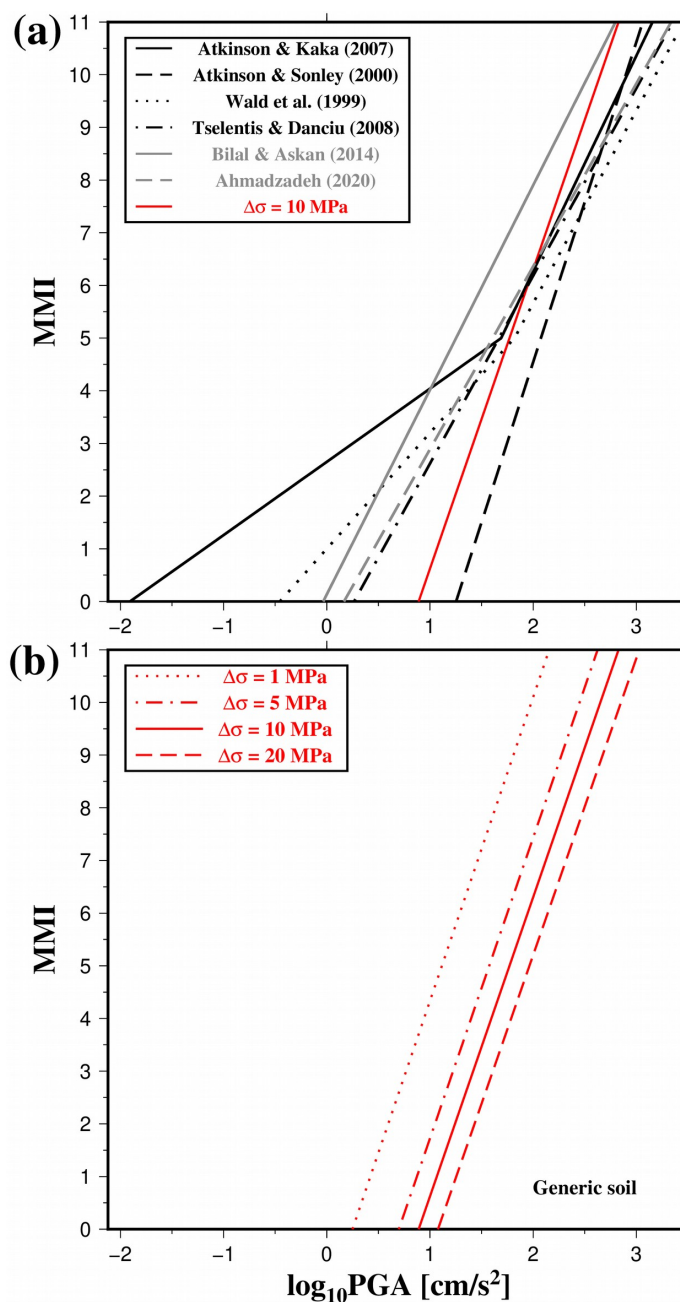 (a)
Atkinson & Kaka (2007)
Atkinson & Sonley (2000)
Wald et al. (1999)
Tselentis & Danciu (2008)
Bilal & Askan (2014)
Ahmadzadeh (2020)
Δσ = 10 MPa
MMI
11
10
9
8
7
6
5
4
3
2
1
0
−2 −1 0 1 2 3
(b)
Δσ = 1 MPa
Δσ = 5 MPa
Δσ = 10 MPa
Δσ = 20 MPa
MMI
11
10
9
8
7
6
5
4
3
2
1
0
Generic soil
−2 −1 0 1 2 3
log₁₀PGA [cm/s²]